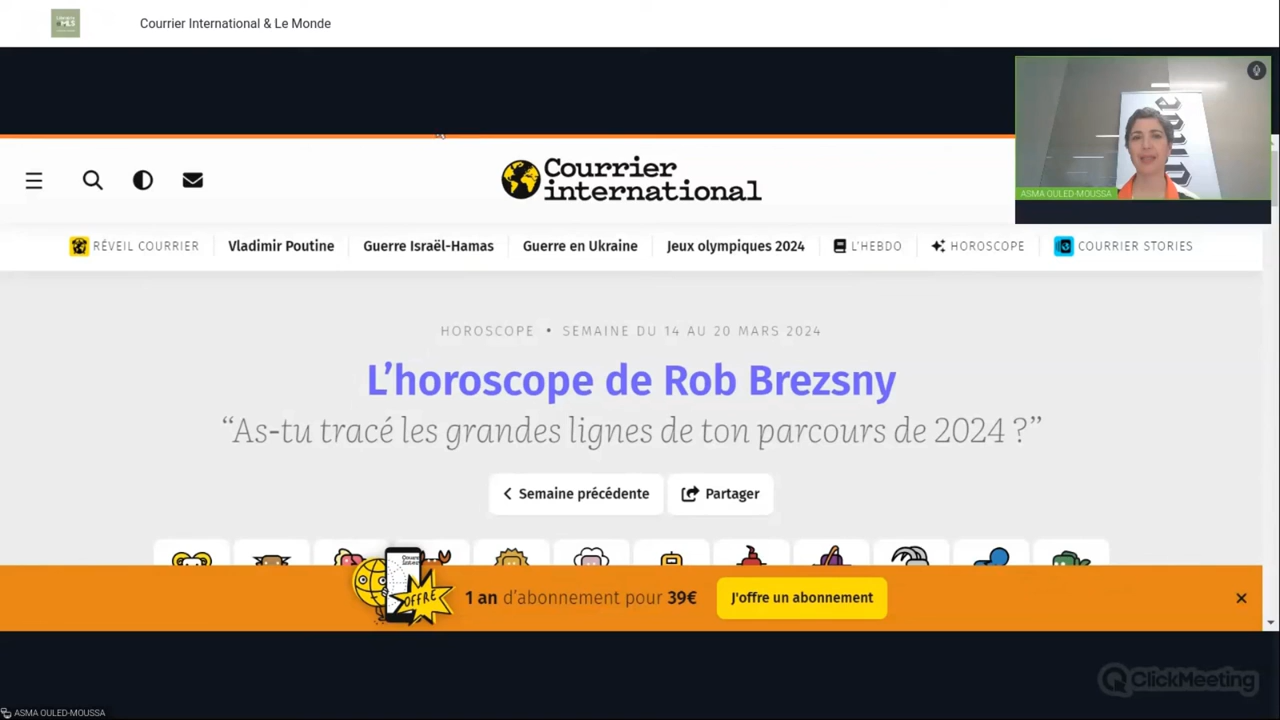 Courrier International & Le Monde
ASMA OULED-MOUSSA
Courrier
international
RÉVEIL COURRIER
Vladimir Poutine
Guerre Israël-Hamas
Guerre en Ukraine
Jeux olympiques 2024
L'HEBDO
HOROSCOPE
COURRIER STORIES
HOROSCOPE • SEMAINE DU 14 AU 20 MARS 2024
L’horoscope de Rob Brezsny
“As-tu tracé les grandes lignes de ton parcours de 2024 ?”
Semaine précédente
Partager
OFFRE
1 an d’abonnement pour 39€
J'offre un abonnement
ClickMeeting
ASMA OULED-MOUSSA